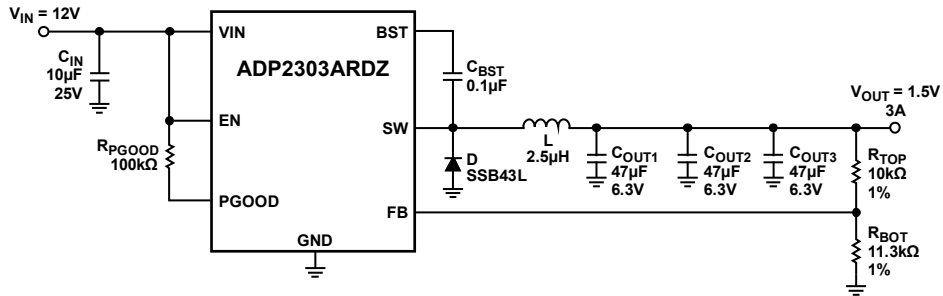 V_IN = 12V
C_IN
10µF
25V
VIN
BST
ADP2303ARDZ
C_BST
0.1µF
EN
SW
R_PGOOD
100kΩ
PGOOD
FB
GND
D
SSB43L
L
2.5µH
C_OUT1
47µF
6.3V
C_OUT2
47µF
6.3V
C_OUT3
47µF
6.3V
V_OUT = 1.5V
3A
R_TOP
10kΩ
1%
R_BOT
11.3kΩ
1%